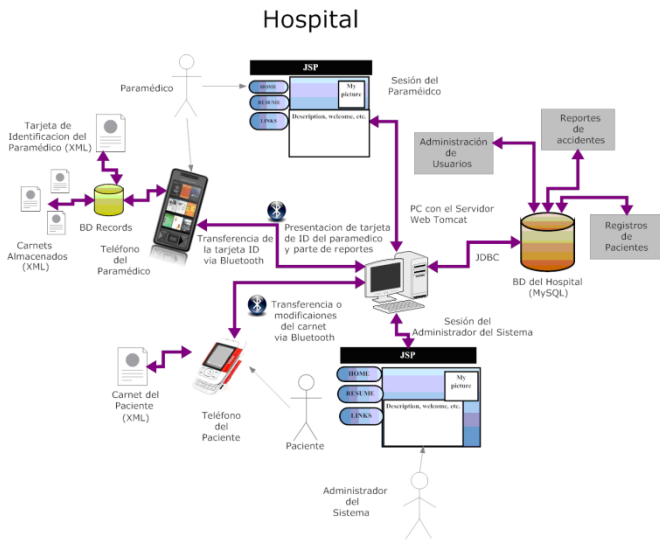 Hospital
JSP
HOME
RESUME
LINKS
My
picture
Description, welcome, etc.
Paramédico
Sesión del
Paraméidco
Tarjeta de
Identificacion del
Paramédico (XML)
Administración
de
Usuarios
Reportes
de
accidentes
BD Records
Carnets
Almacenados
(XML)
Teléfono
del
Paramédico
Transferencia de
la tarjeta ID
via Bluetooth
Presentacion de tarjeta
de ID del paramedico
y parte de reportes
PC con el Servidor
Web Tomcat
JDBC
Registros
de
Pacientes
BD del Hospital
(MySQL)
Transferencia o
modificaiones
del carnet
via Bluetooth
Sesión del
Administrador del Sistema
JSP
HOME
RESUME
LINKS
My
picture
Description, welcome, etc.
Carnet del
Paciente
(XML)
Teléfono
del
Paciente
Paciente
Administrador
del
Sistema